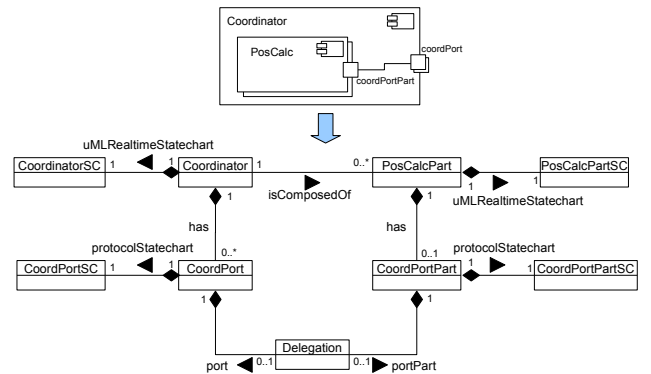 Coordinator
coordPort
PosCalc
coordPortPart
uMLRealtimeStatechart
CoordinatorSC 1 1 Coordinator 1 0..* PosCalcPart 1 1 PosCalcPartSC
isComposedOf
uMLRealtimeStatechart
1 1
has has
protocolStatechart 0..* 0..1 protocolStatechart
CoordPortSC 1 1 CoordPort CoordPortPart 1 1 CoordPortPartSC
1 1
Delegation
port 0..1 0..1 portPart